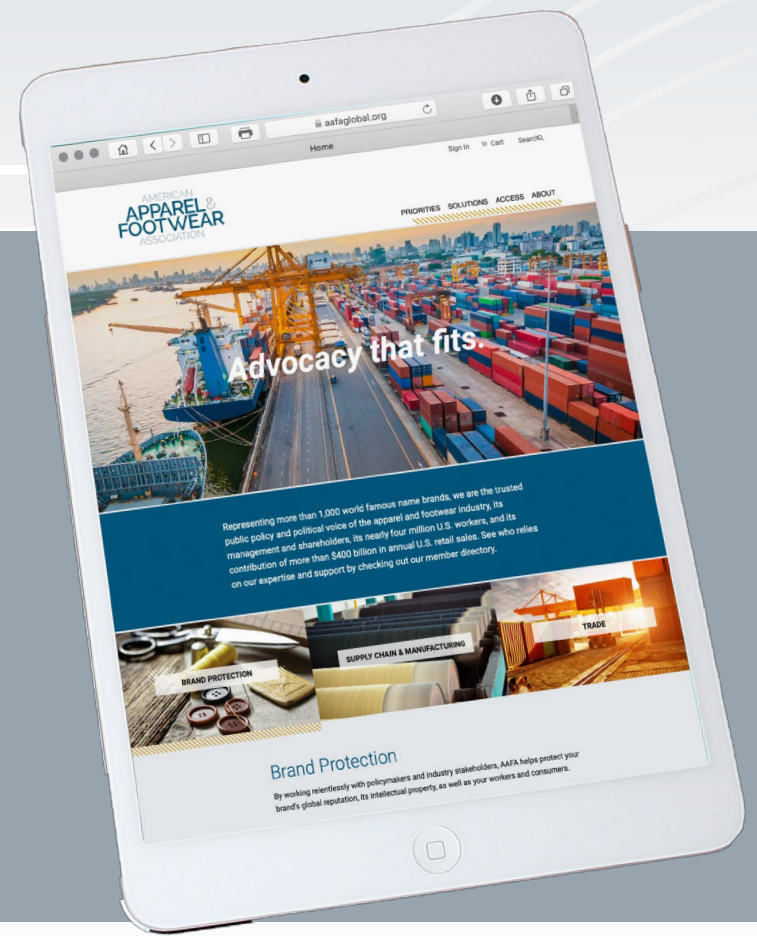 aafaglobal.org
Home
Sign In Cart Search
AMERICAN
APPAREL &
FOOTWEAR
ASSOCIATION
PRIORITIES SOLUTIONS ACCESS ABOUT
Advocacy that fits.
Representing more than 1,000 world famous name brands, we are the trusted
public policy and political voice of the apparel and footwear industry, its
management and shareholders, its nearly four million U.S. workers, and its
contribution of more than $400 billion in annual U.S. retail sales. See who relies
on our expertise and support by checking out our member directory.
BRAND PROTECTION
SUPPLY CHAIN & MANUFACTURING
TRADE
Brand Protection
By working relentlessly with policymakers and industry stakeholders, AAFA helps protect your
brand's global reputation, its intellectual property, as well as your workers and consumers.